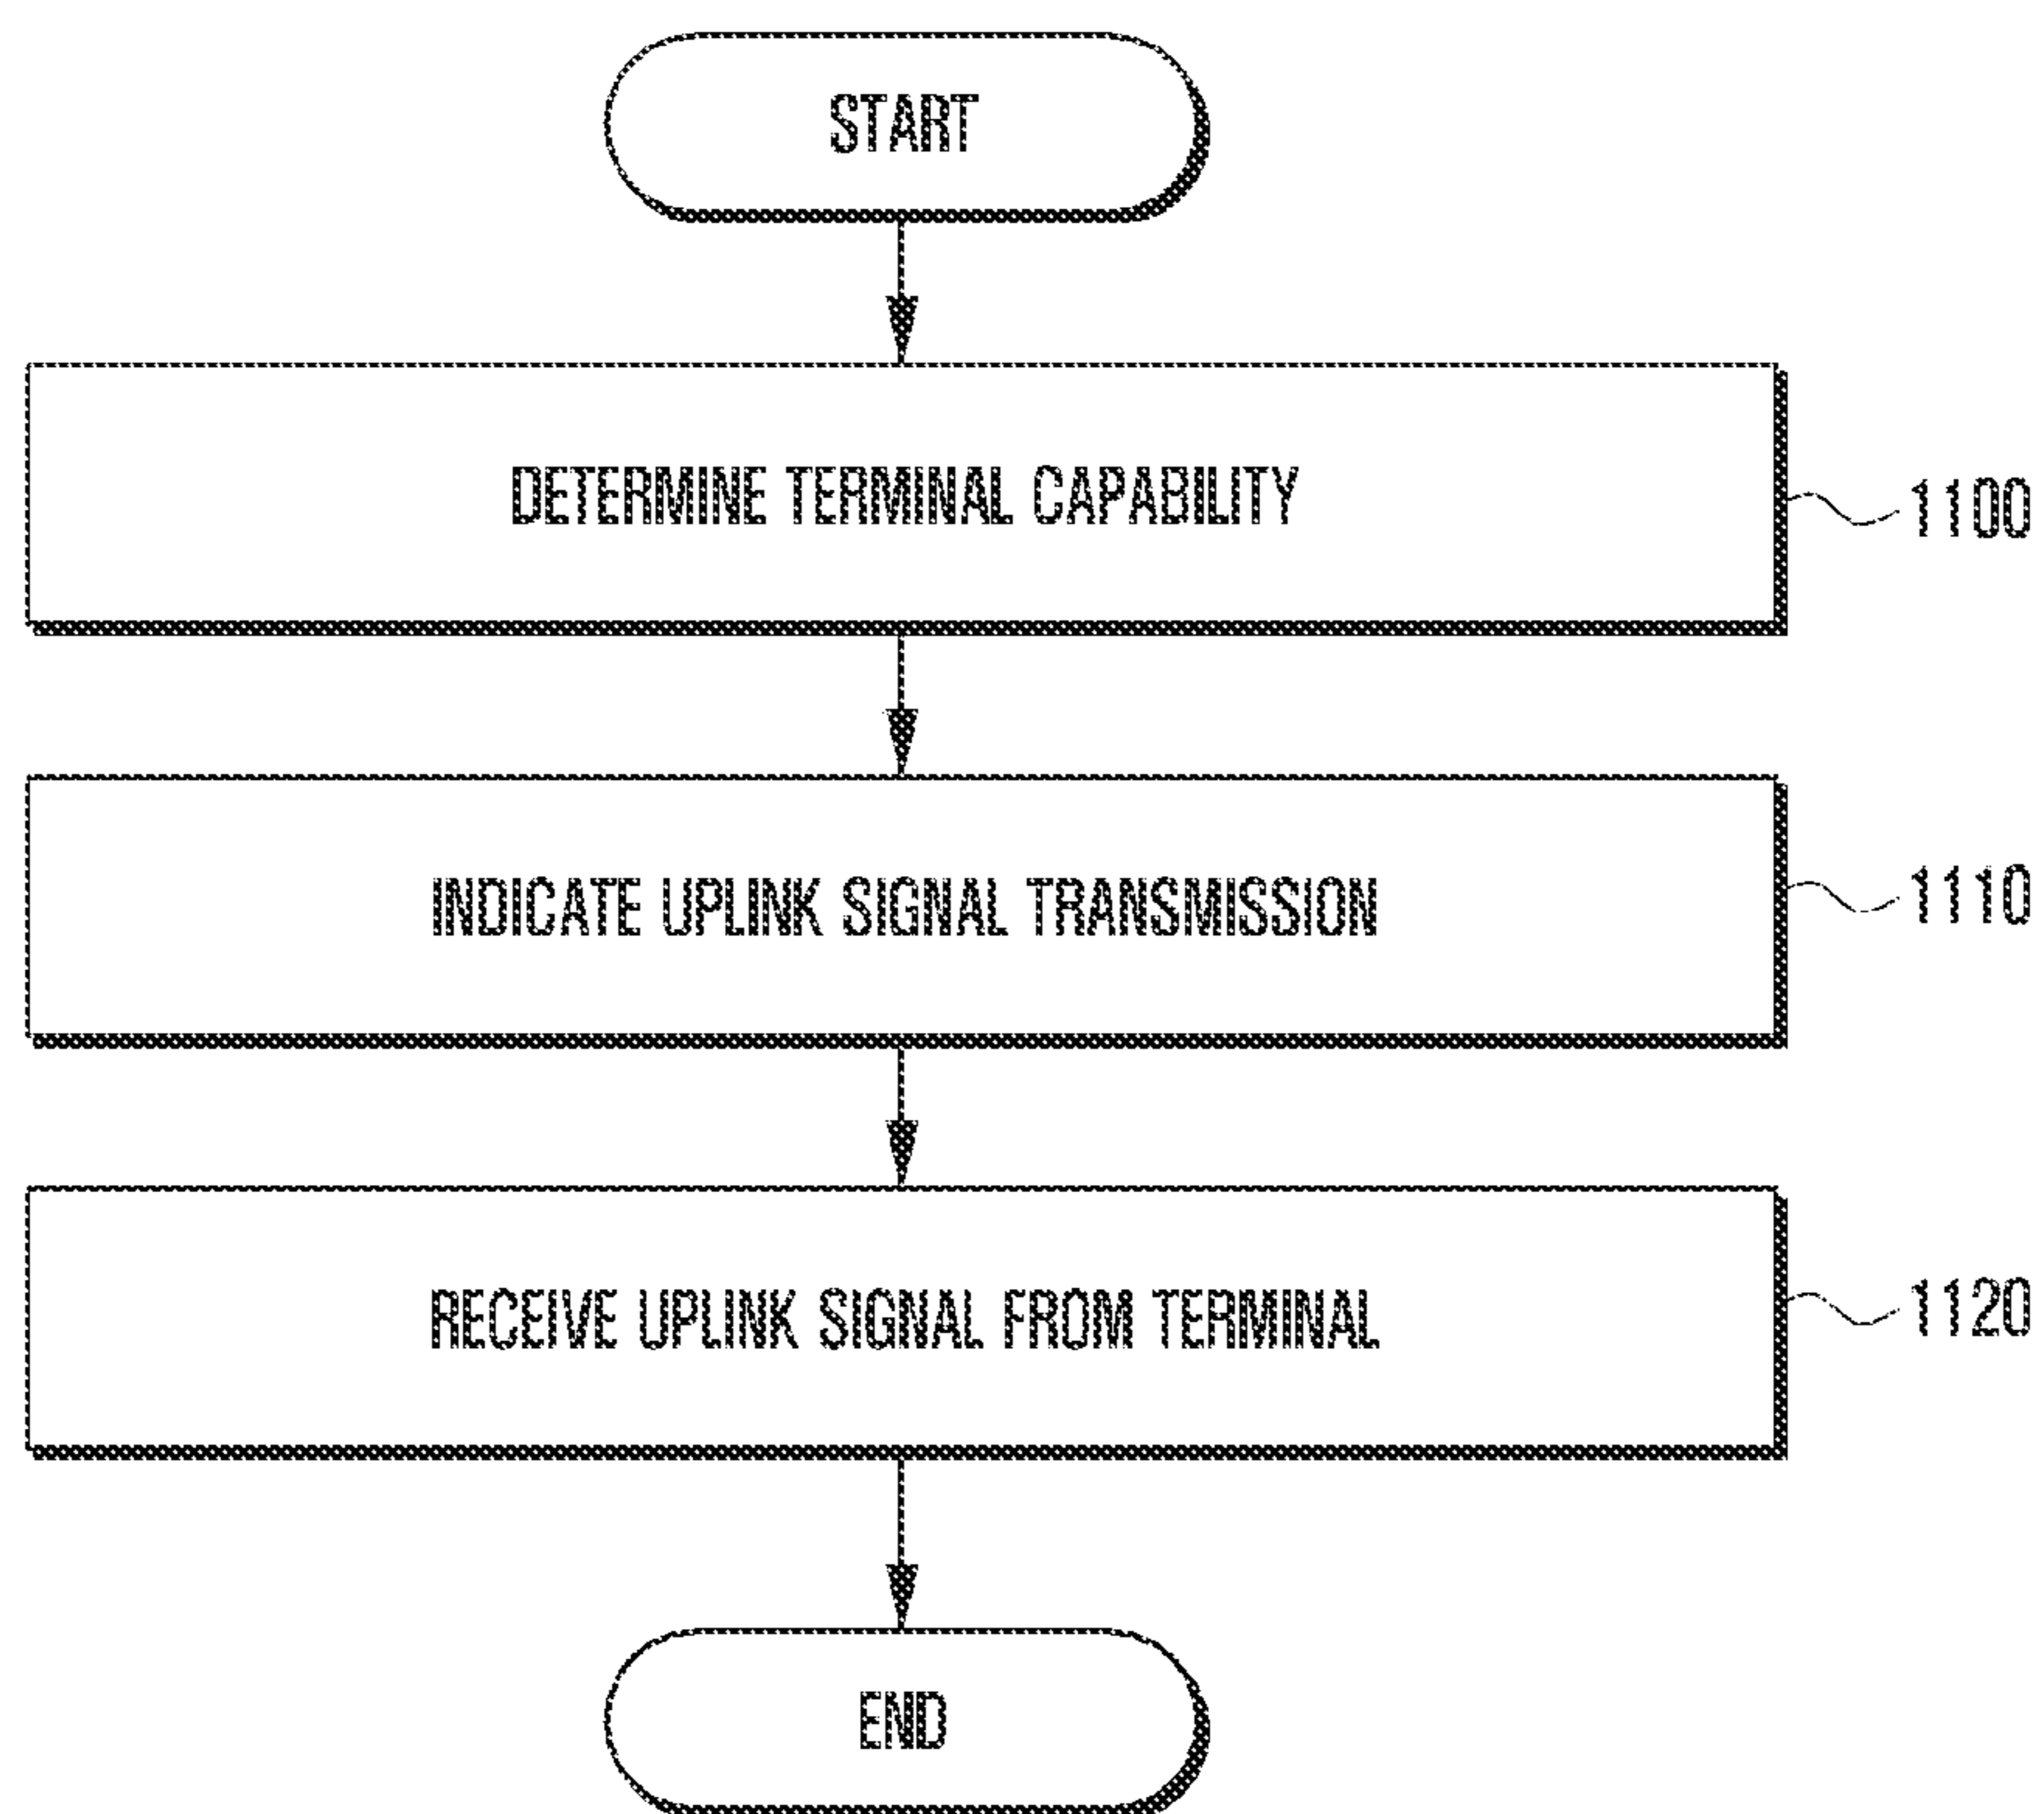 START
DETERMINE TERMINAL CAPABILITY
1100
INDICATE UPLINK SIGNAL TRANSMISSION
1110
RECEIVE UPLINK SIGNAL FROM TERMINAL
1120
END